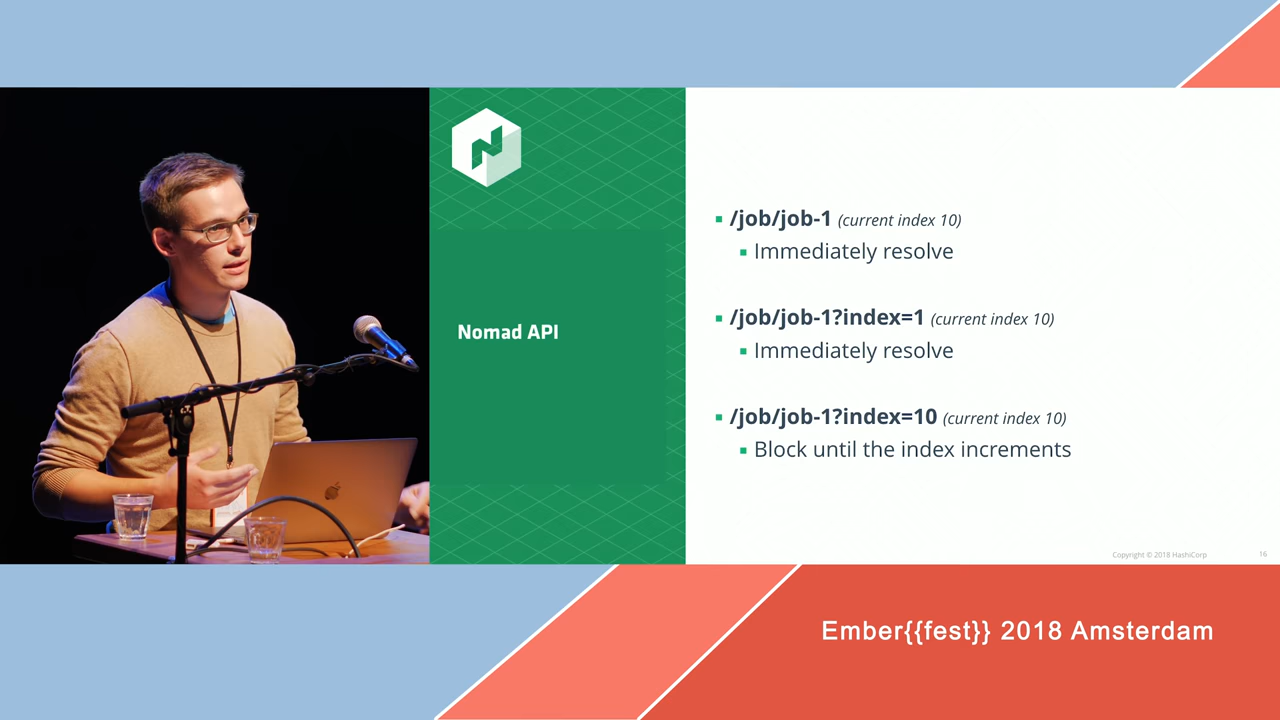 Nomad API
/job/job-1 (current index 10)
Immediately resolve
/job/job-1?index=1 (current index 10)
Immediately resolve
/job/job-1?index=10 (current index 10)
Block until the index increments
Copyright © 2018 HashiCorp
16
Ember{{fest}} 2018 Amsterdam